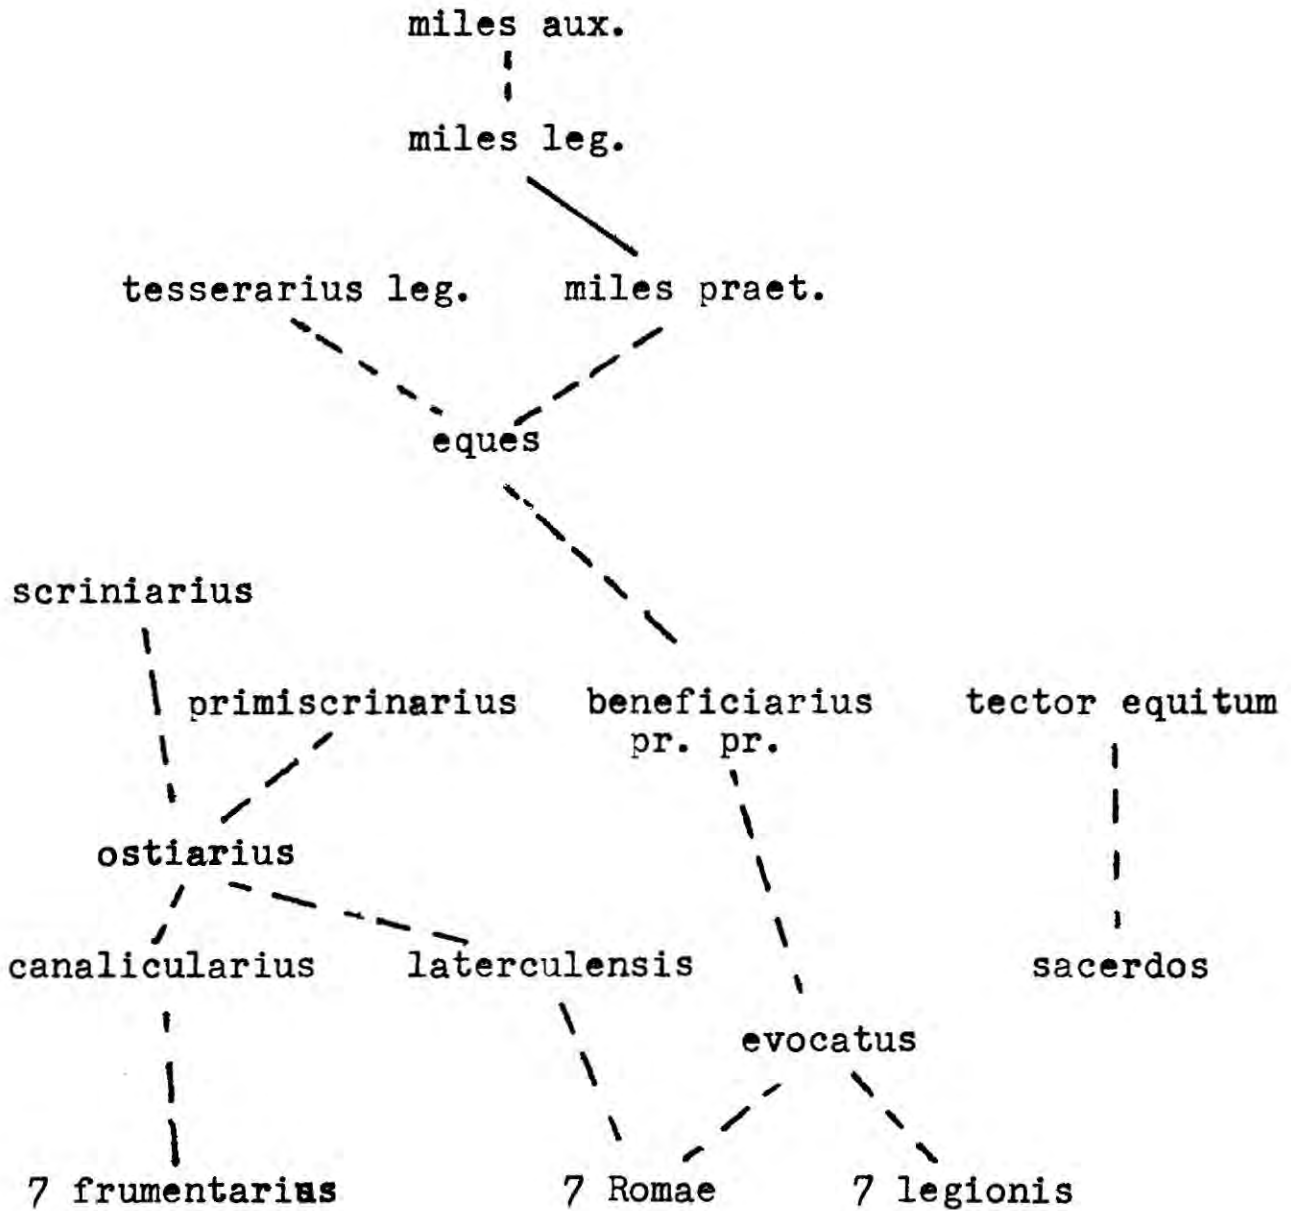 miles aux.
miles leg.
tesserarius leg. miles praet.
eques
scriniarius
primiscrinarius beneficiarius tector equitum
pr. pr.
ostiarius
canalicularius laterculensis sacerdos
evocatus
7 frumentarius 7 Romae 7 legionis